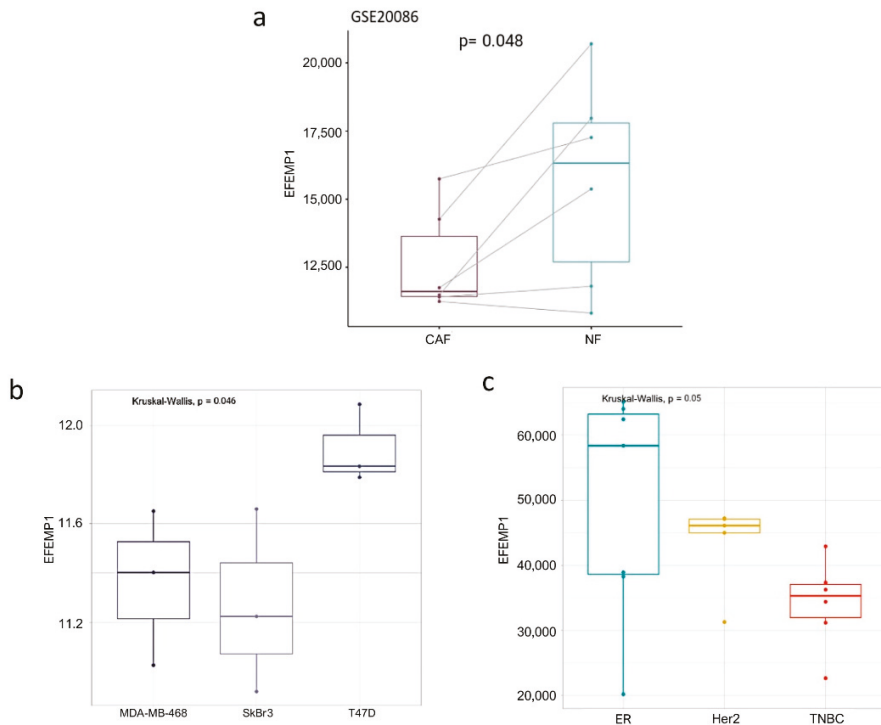 a
GSE20086
p= 0.048
EFEMP1
20,000
17,500
15,000
12,500
CAF
NF
b
Kruskal-Wallis, p = 0.046
EFEMP1
12.0
11.6
11.2
MDA-MB-468
SkBr3
T47D
c
Kruskal-Wallis, p = 0.05
EFEMP1
60,000
50,000
40,000
30,000
20,000
ER
Her2
TNBC